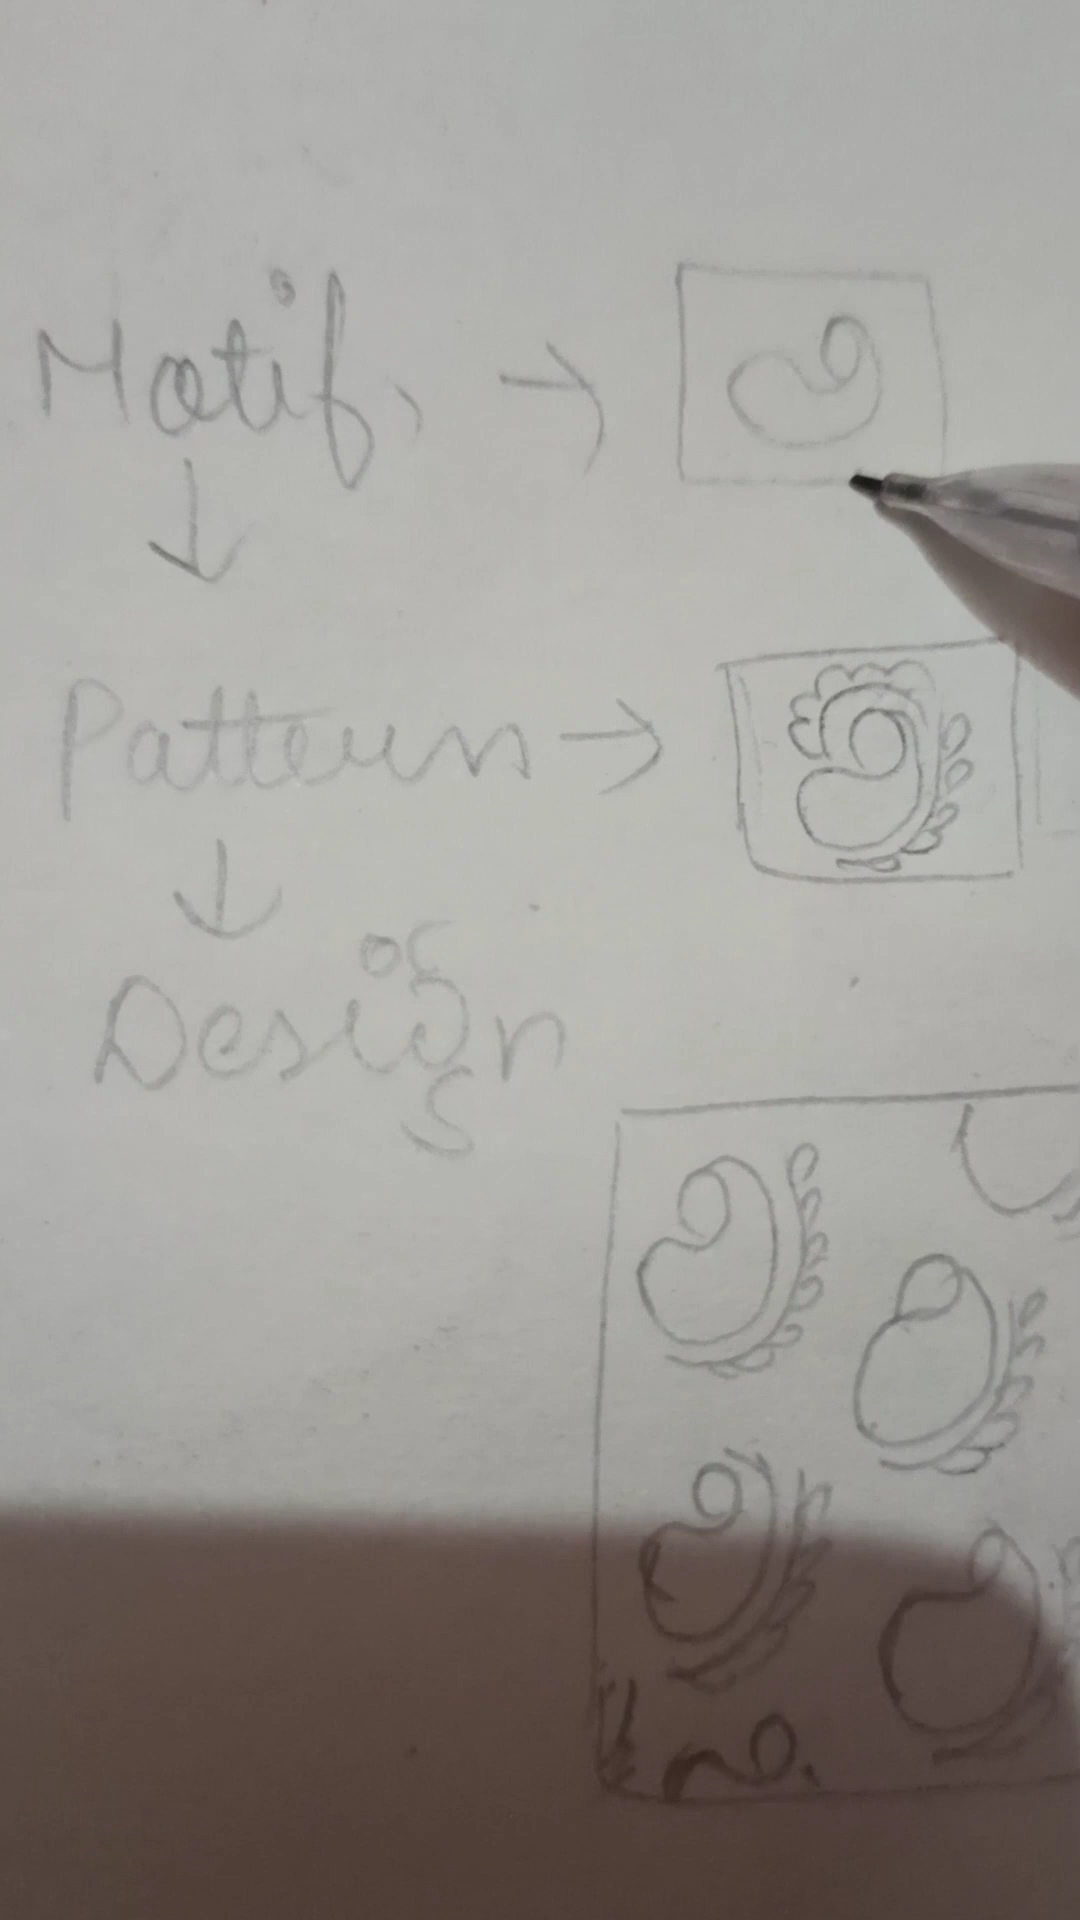 Motif, →
↓
Pattern →
↓
Design